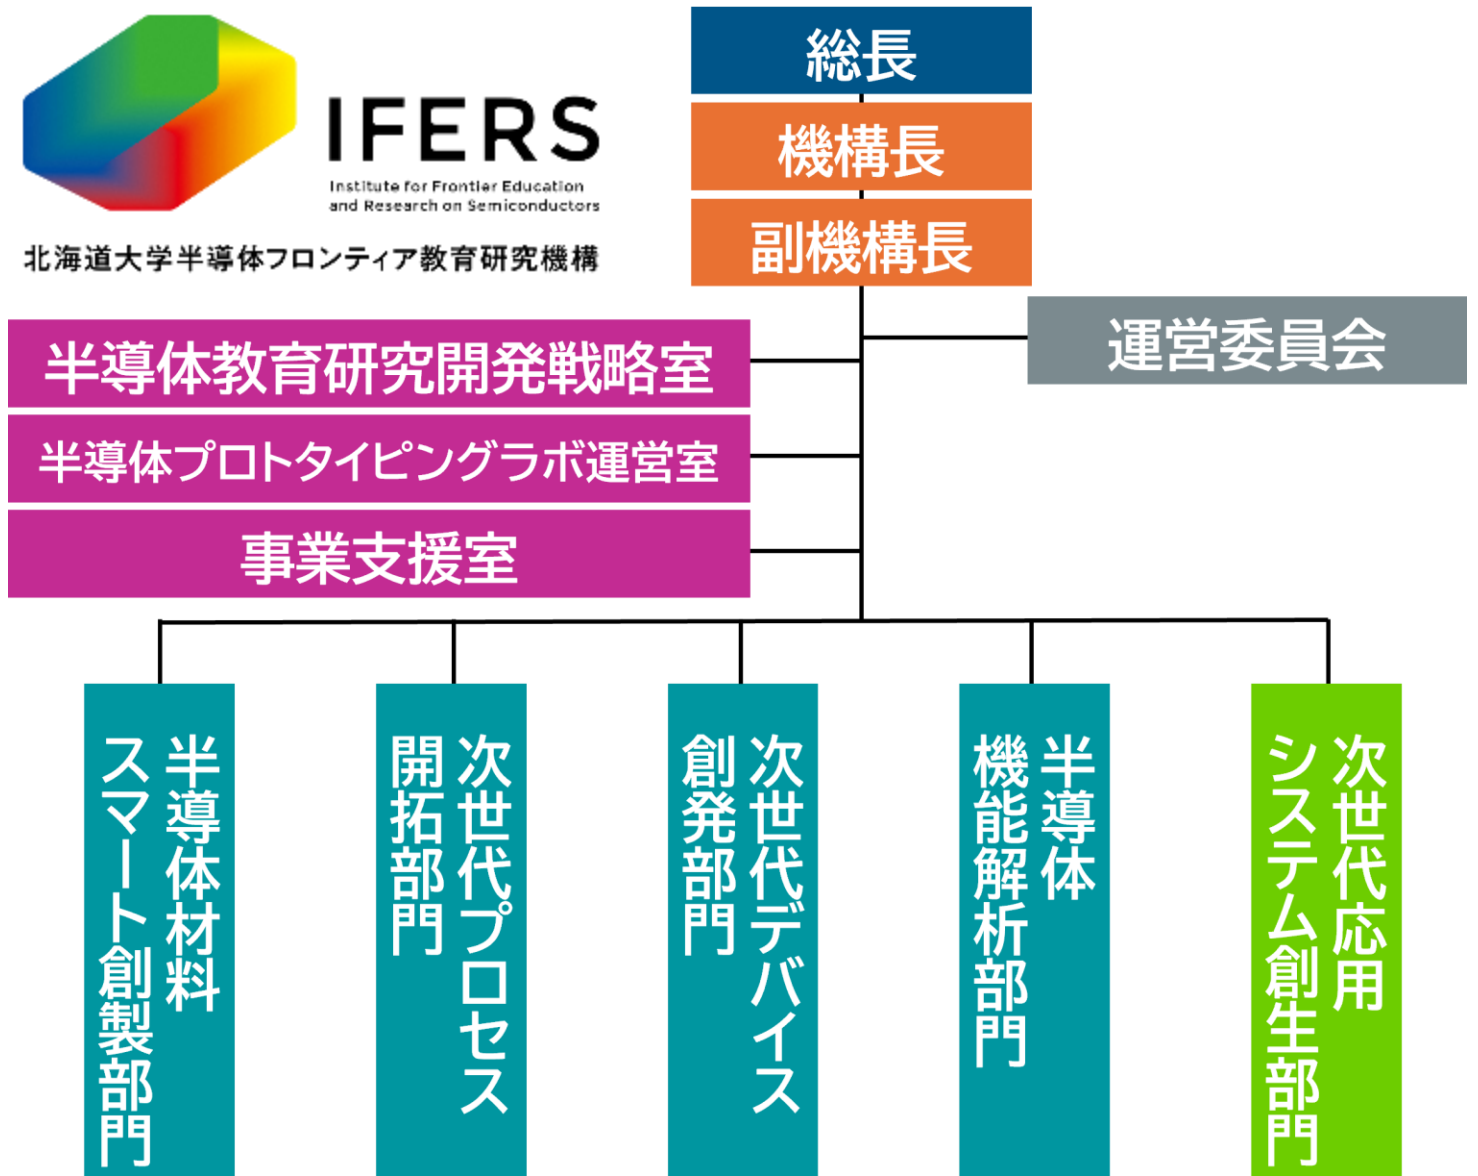 IFERS
Institute for Frontier Education
and Research on Semiconductors
北海道大学半導体フロンティア教育研究機構
総長
機構長
副機構長
運営委員会
半導体教育研究開発戦略室
半導体プロトタイピングラボ運営室
事業支援室
半導体材料
スマート創製部門
次世代プロセス
開拓部門
次世代デバイス
創発部門
半導体
機能解析部門
次世代応用
システム創生部門